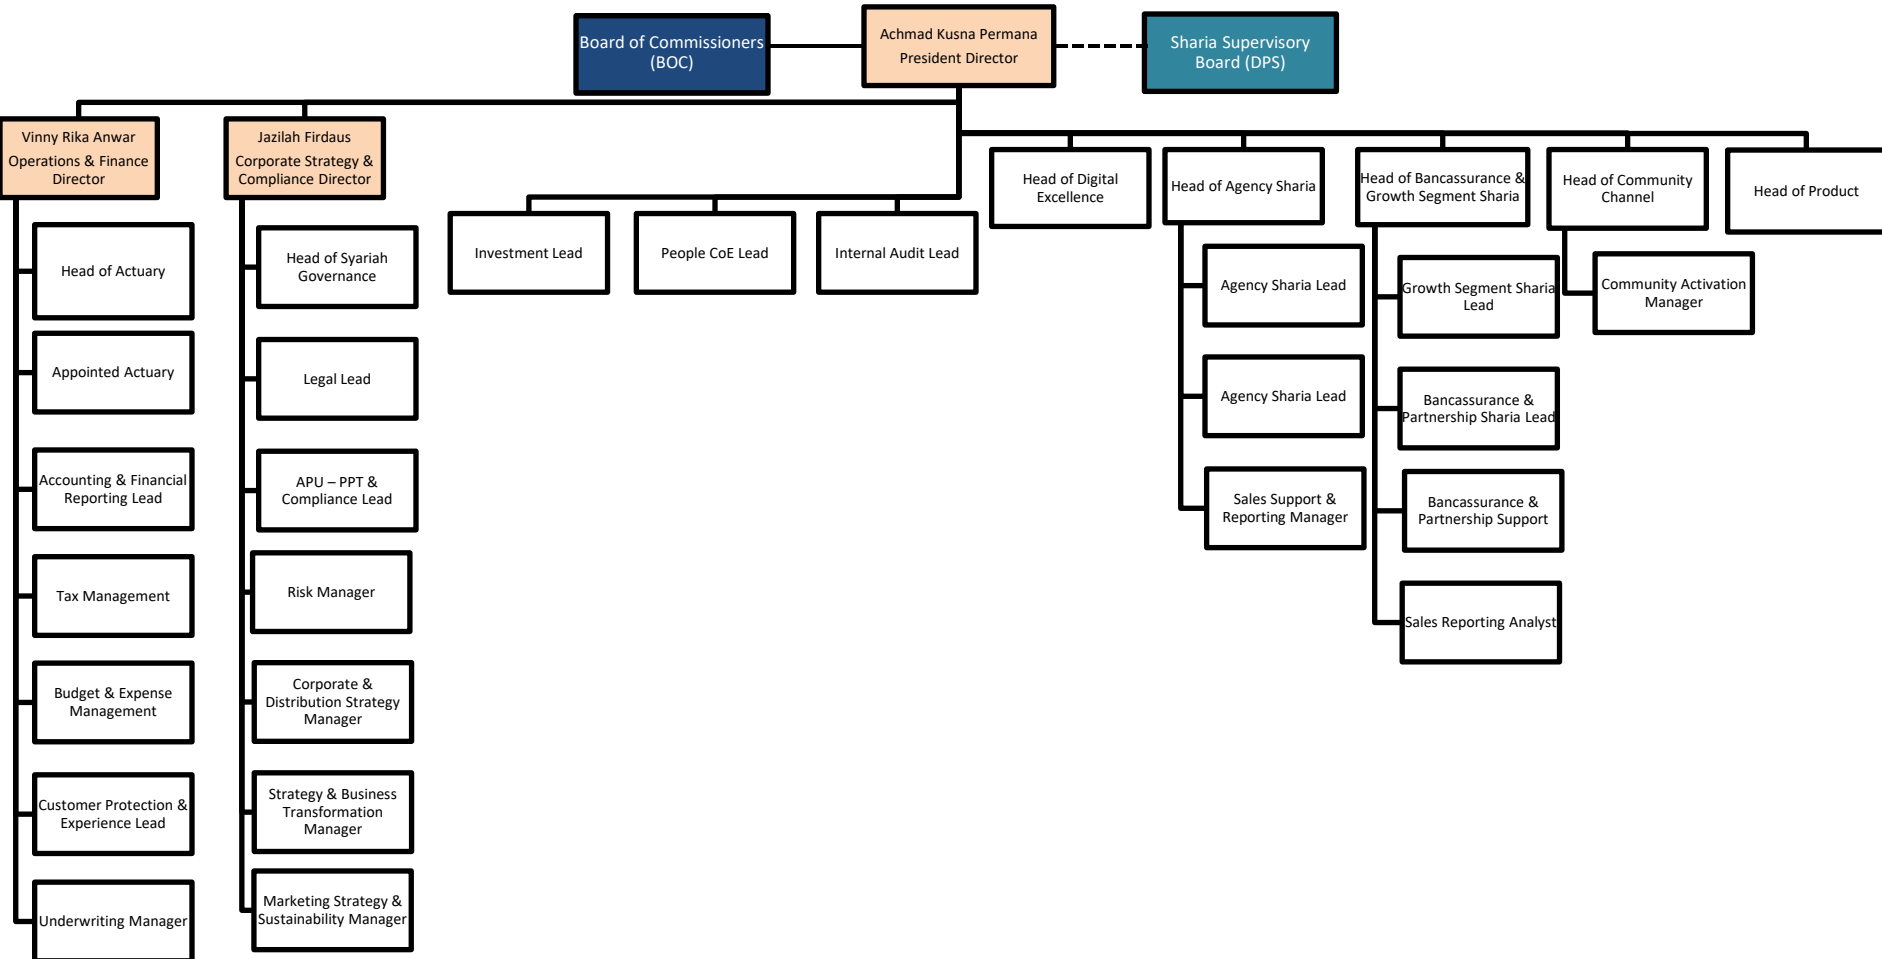 Board of Commissioners
(BOC)
Achmad Kusna Permana
President Director
Sharia Supervisory
Board (DPS)
Vinny Rika Anwar
Operations & Finance
Director
Jazilah Firdaus
Corporate Strategy &
Compliance Director
Investment Lead
People CoE Lead
Internal Audit Lead
Head of Digital
Excellence
Head of Agency Sharia
Head of Bancassurance &
Growth Segment Sharia
Head of Community
Channel
Head of Product
Head of Actuary
Appointed Actuary
Accounting & Financial
Reporting Lead
Tax Management
Budget & Expense
Management
Customer Protection &
Experience Lead
Underwriting Manager
Head of Syariah
Governance
Legal Lead
APU – PPT &
Compliance Lead
Risk Manager
Corporate &
Distribution Strategy
Manager
Strategy & Business
Transformation
Manager
Marketing Strategy &
Sustainability Manager
Agency Sharia Lead
Agency Sharia Lead
Sales Support &
Reporting Manager
Growth Segment Sharia
Lead
Bancassurance &
Partnership Sharia Lead
Bancassurance &
Partnership Support
Sales Reporting Analyst
Community Activation
Manager